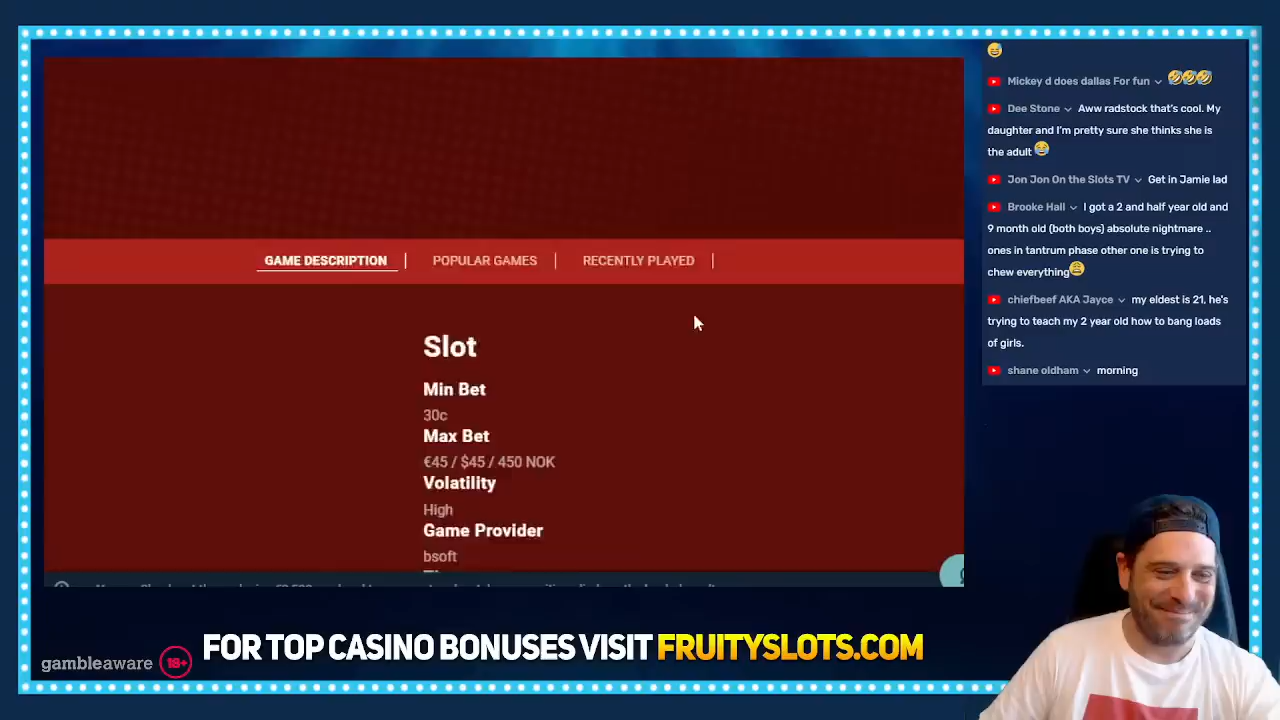 GAME DESCRIPTION
POPULAR GAMES
RECENTLY PLAYED
Slot
Min Bet
30c
Max Bet
€45 / $45 / 450 NOK
Volatility
High
Game Provider
bsoft
Mickey d does dallas For fun
Dee Stone Aww radstock that's cool. My
daughter and I'm pretty sure she thinks she is
the adult
Jon Jon On the Slots TV Get in Jamie lad
Brooke Hall I got a 2 and half year old and
9 month old (both boys) absolute nightmare ..
ones in tantrum phase other one is trying to
chew everything
chiefbeef AKA Jayce my eldest is 21, he's
trying to teach my 2 year old how to bang loads
of girls.
shane oldham morning
gambleaware 18+
FOR TOP CASINO BONUSES VISIT FRUITYSLOTS.COM